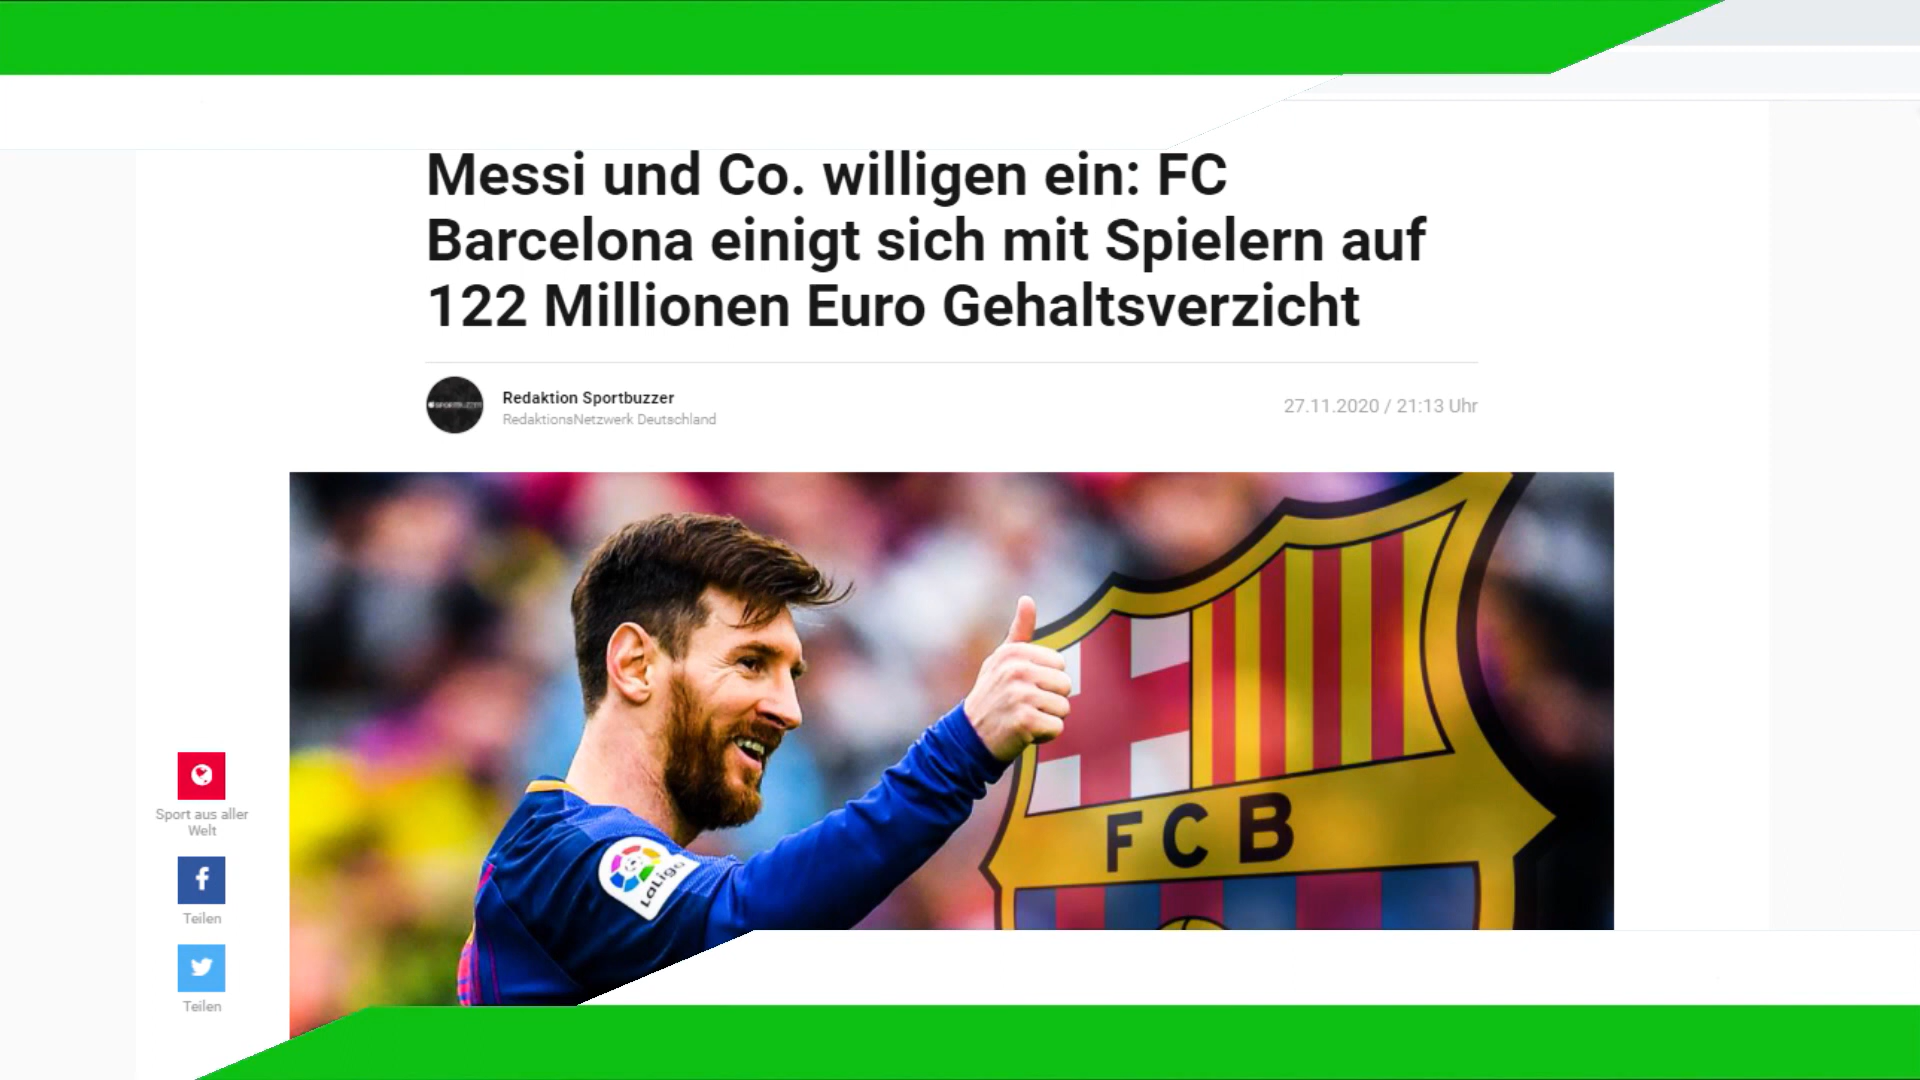 Messi und Co. willigen ein: FC
Barcelona einigt sich mit Spielern auf
122 Millionen Euro Gehaltsverzicht
Redaktion Sportbuzzer
RedaktionsNetzwerk Deutschland
27.11.2020 / 21:13 Uhr
FCB
LaLiga
Sport aus aller
Welt
Teilen
Teilen